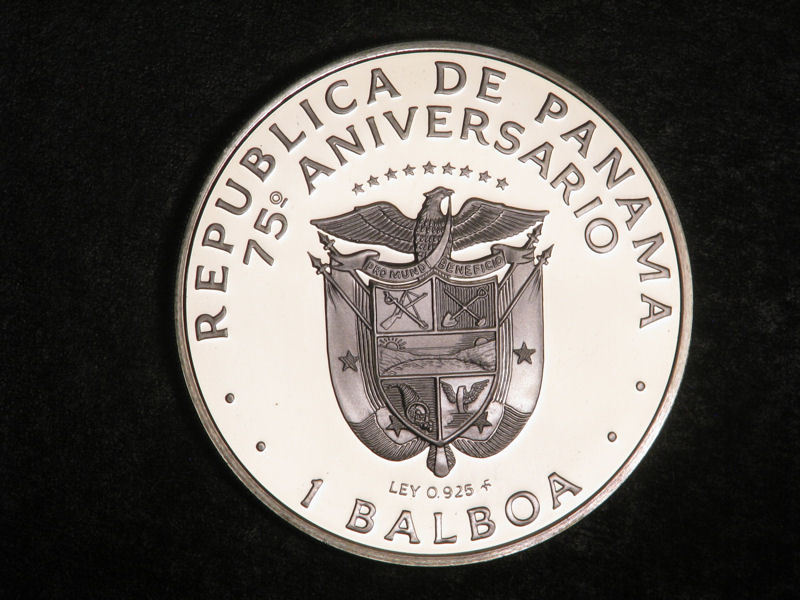 REPUBLICA DE PANAMA
75º ANIVERSARIO
PRO MUNDI BENEFICIO
LEY 0.925
1 BALBOA